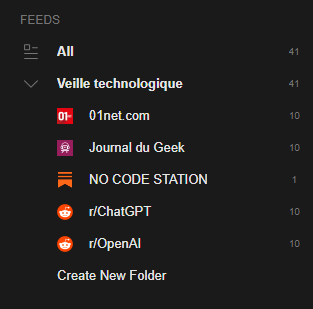 FEEDS
All 41
Veille technologique 41
01net.com 10
Journal du Geek 10
NO CODE STATION 1
r/ChatGPT 10
r/OpenAI 10
Create New Folder